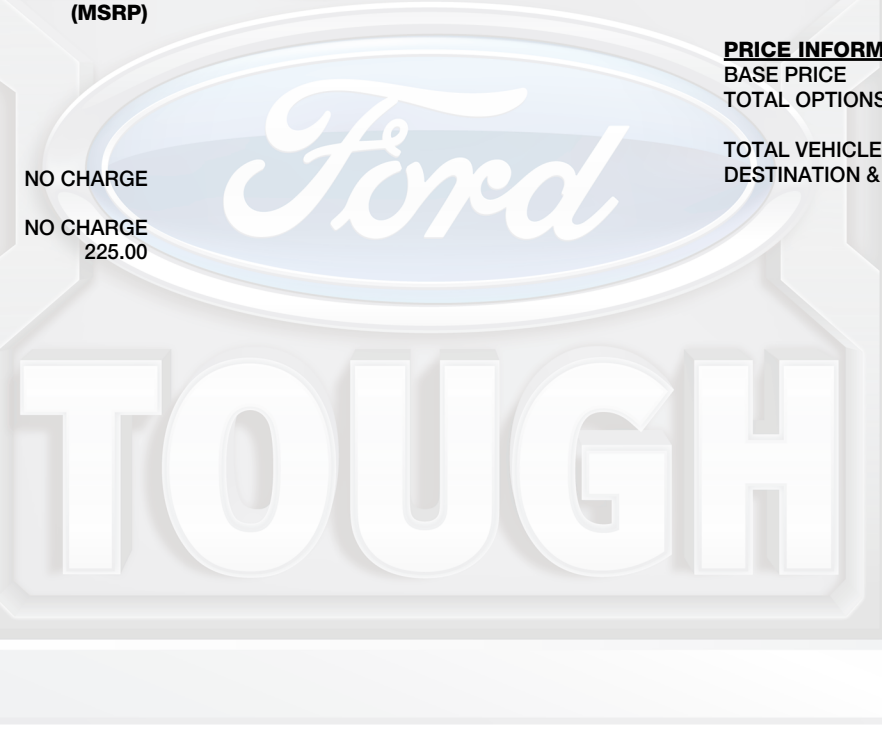 (MSRP)
PRICE INFORM
BASE PRICE
TOTAL OPTIONS
TOTAL VEHICLE
DESTINATION &
NO CHARGE
NO CHARGE
225.00
Ford
TOUGH